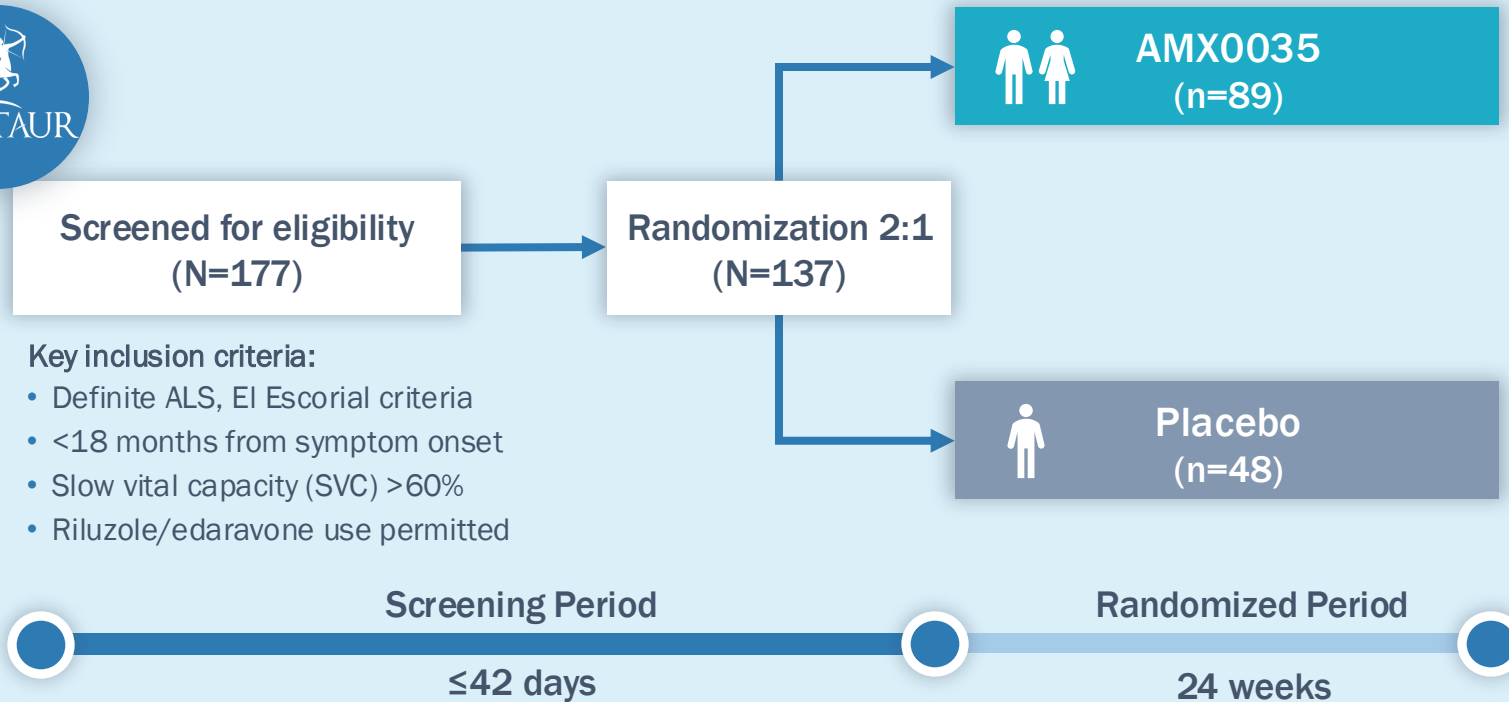 TAUR
Screened for eligibility
(N=177)
Randomization 2:1
(N=137)
AMX0035
(n=89)
Placebo
(n=48)
Key inclusion criteria:
• Definite ALS, El Escorial criteria
• <18 months from symptom onset
• Slow vital capacity (SVC) >60%
• Riluzole/edaravone use permitted
Screening Period
Randomized Period
≤42 days
24 weeks